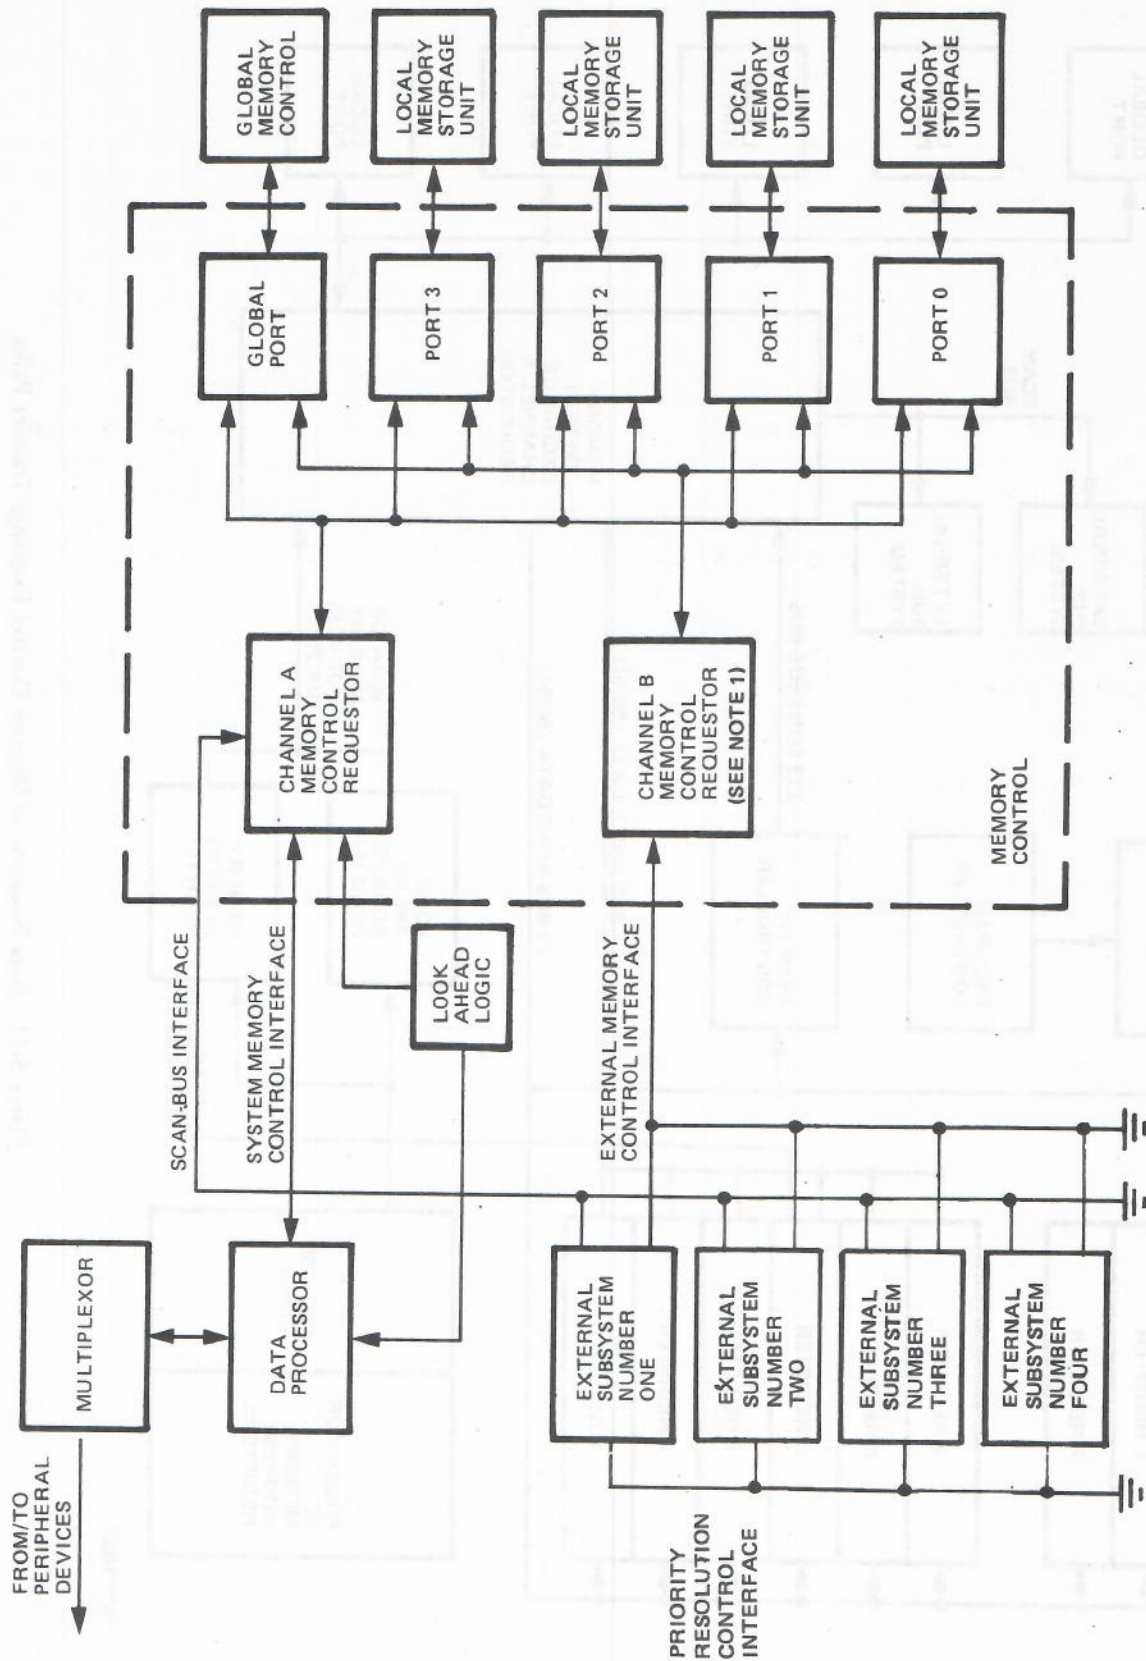 FROM/TO
PERIPHERAL
DEVICES
MULTIPLEXOR
DATA
PROCESSOR
SCAN-BUS INTERFACE
SYSTEM MEMORY
CONTROL INTERFACE
LOOK
AHEAD
LOGIC
CHANNEL A
MEMORY
CONTROL
REQUESTOR
GLOBAL
PORT
GLOBAL
MEMORY
CONTROL
PORT 3
LOCAL
MEMORY
STORAGE
UNIT
PORT 2
LOCAL
MEMORY
STORAGE
UNIT
PORT 1
LOCAL
MEMORY
STORAGE
UNIT
PORT 0
LOCAL
MEMORY
STORAGE
UNIT
EXTERNAL MEMORY
CONTROL INTERFACE
CHANNEL B
MEMORY
CONTROL
REQUESTOR
(SEE NOTE 1)
MEMORY
CONTROL
EXTERNAL
SUBSYSTEM
NUMBER
ONE
EXTERNAL
SUBSYSTEM
NUMBER
TWO
EXTERNAL
SUBSYSTEM
NUMBER
THREE
EXTERNAL
SUBSYSTEM
NUMBER
FOUR
PRIORITY
RESOLUTION
CONTROL
INTERFACE